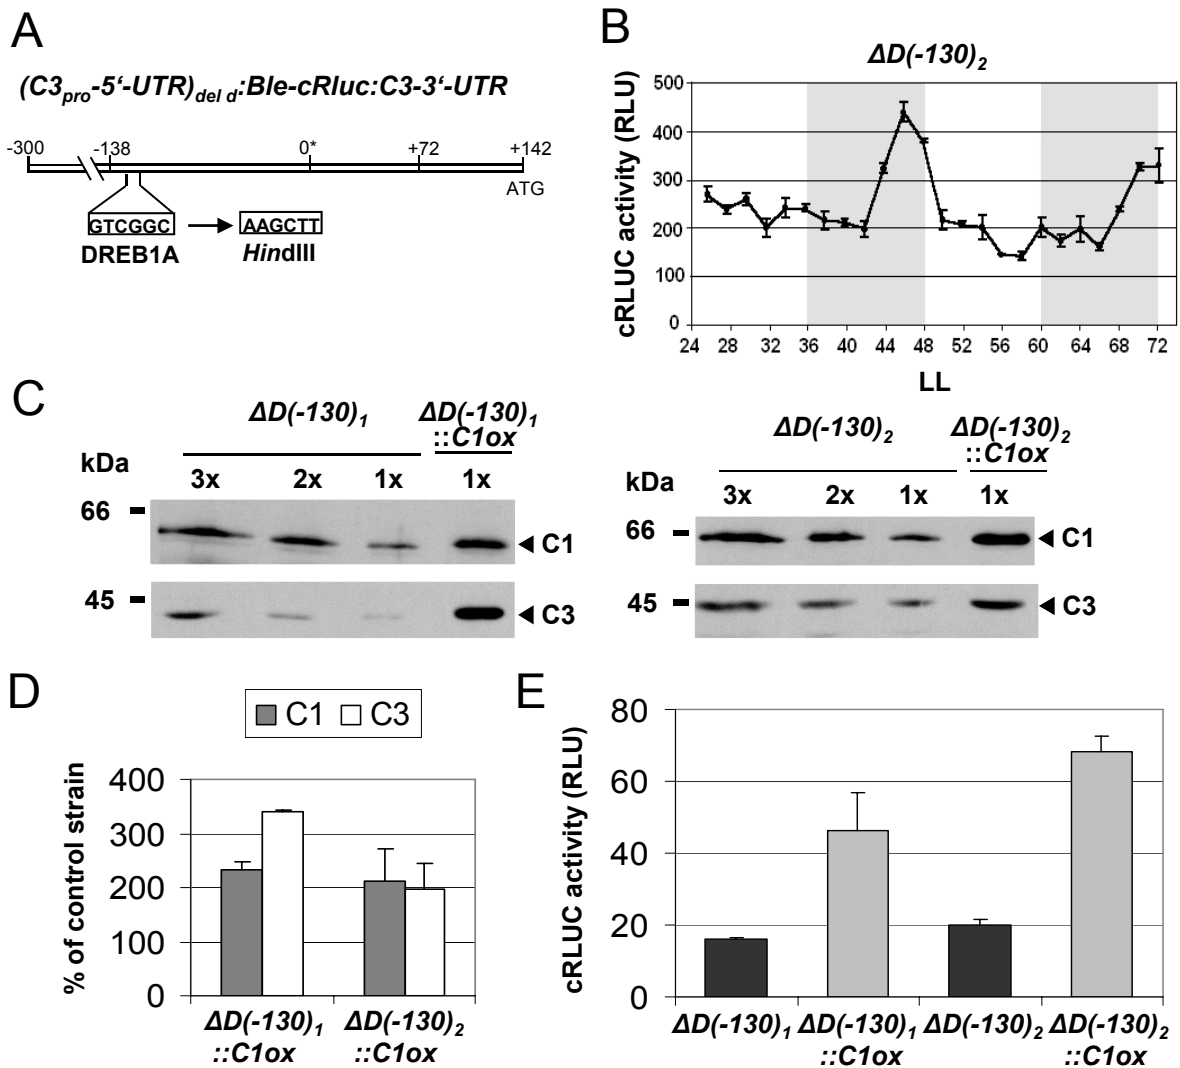 A
(C3pro-5‘-UTR)del d:Ble-cRluc:C3-3‘-UTR
-300 -138 0* +72 +142
ATG
GTCGGC AAGCTT
DREB1A HindIII
B
ΔD(-130)2
cRLUC activity (RLU)
500
400
300
200
100
0
24 28 32 36 40 44 48 52 56 60 64 68 72
LL
C
ΔD(-130)1 ΔD(-130)1
::C1ox
kDa
3x 2x 1x 1x
66
C1
45
C3
ΔD(-130)2 ΔD(-130)2
::C1ox
kDa
3x 2x 1x 1x
66
C1
45
C3
D
C1 C3
% of control strain
400
300
200
100
0
ΔD(-130)1 ΔD(-130)2
::C1ox ::C1ox
E
cRLUC activity (RLU)
80
60
40
20
0
ΔD(-130)1 ΔD(-130)1 ΔD(-130)2 ΔD(-130)2
::C1ox ::C1ox